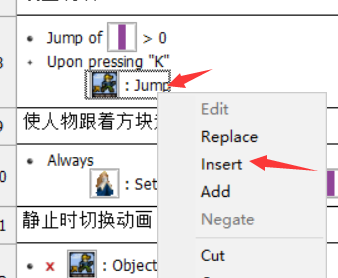 Jump of > 0
Upon pressing "K"
: Jump
使人物跟着方块
Always
: Set
静止时切换动画
: Object
Edit
Replace
Insert
Add
Negate
Cut